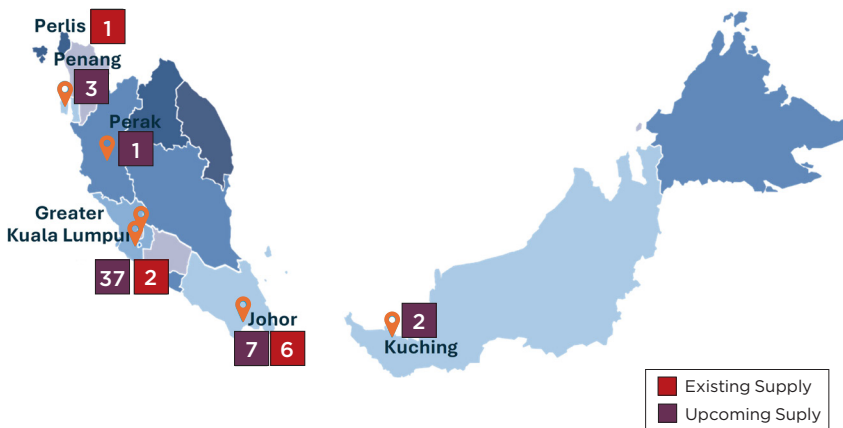 Perlis 1
Penang
3
Perak
1
Greater
Kuala Lumpur
37 2
Johor
7 6
2
Kuching
Existing Supply
Upcoming Suply